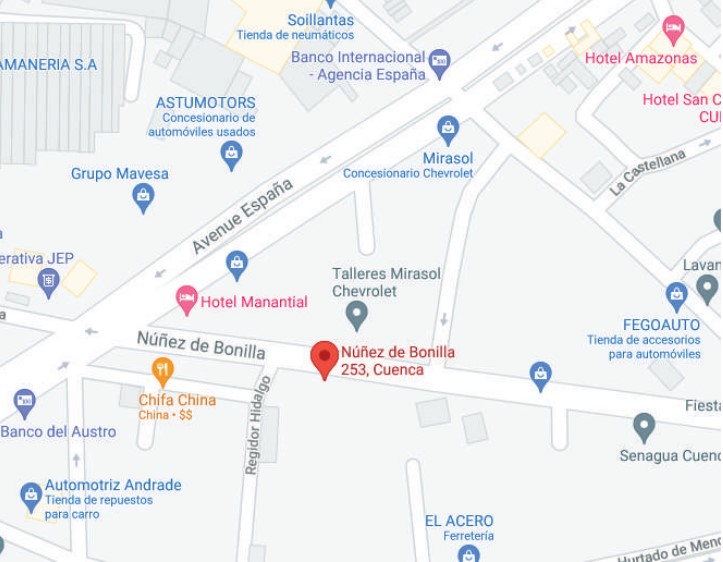 Soillantas
Tienda de neumáticos
AMANERIA S.A
Banco Internacional
- Agencia España
Hotel Amazonas
Hotel San C
CU
ASTUMOTORS
Concesionario de
automóviles usados
Mirasol
Concesionario Chevrolet
La Castellana
Grupo Mavesa
Avenue España
a
erativa JEP
Talleres Mirasol
Chevrolet
Lavan
Hotel Manantial
a
FEGOAUTO
Tienda de accesorios
para automóviles
Núñez de Bonilla
Núñez de Bonilla
253, Cuenca
Chifa China
China • $$
Regidor Hidalgo
Fiesta
Banco del Austro
Senagua Cuenc
Automotriz Andrade
Tienda de repuestos
para carro
EL ACERO
Ferretería
Hurtado de Mend